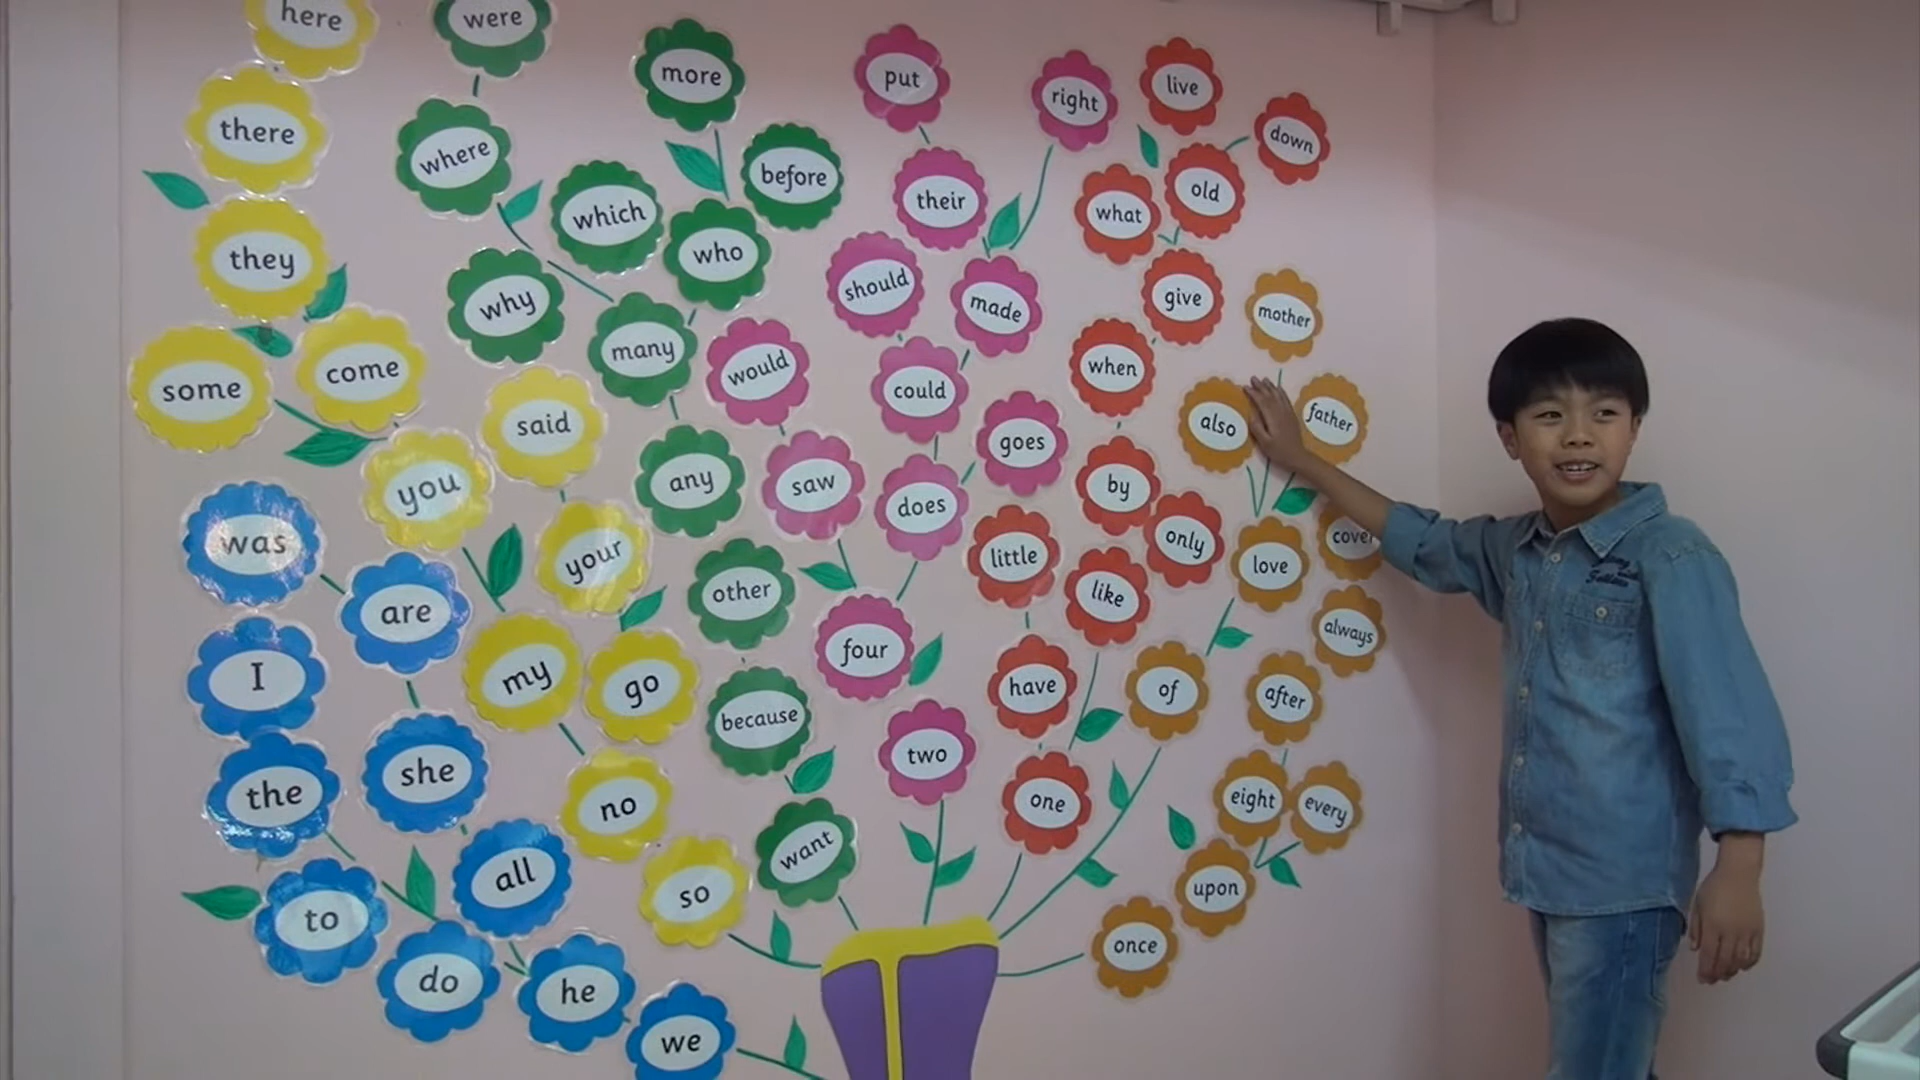 here
there
they
some
come
you
said
your
my
go
no
so
was
are
I
the
she
to
all
do
he
we
were
where
more
before
which
who
why
many
any
other
because
want
put
right
their
should
made
would
could
goes
saw
does
four
two
live
down
what
old
give
when
by
only
little
like
have
one
mother
also
father
cover
love
always
of
after
eight
every
upon
once